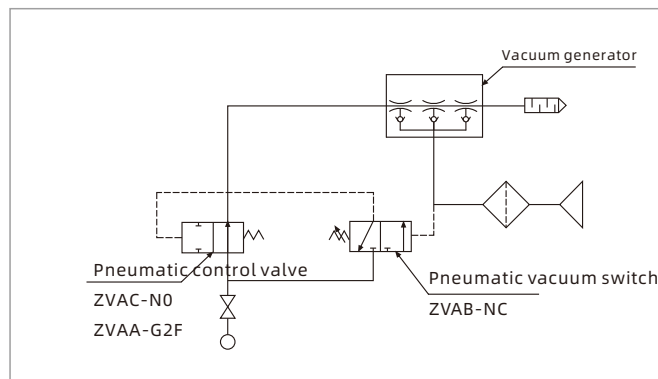 Vacuum generator
Pneumatic control valve
ZVAC-N0
ZVAA-G2F
Pneumatic vacuum switch
ZVAB-NC